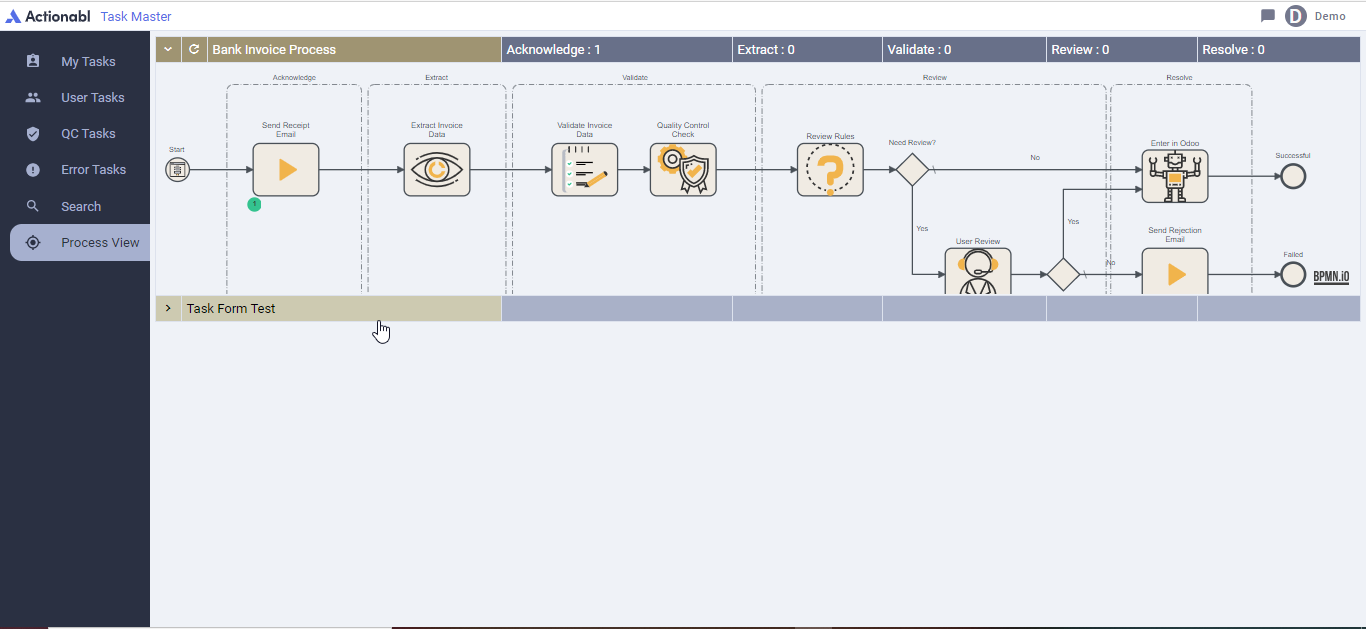 Actionabl Task Master
D Demo
My Tasks
User Tasks
QC Tasks
Error Tasks
Search
Process View
Bank Invoice Process
Acknowledge : 1
Extract : 0
Validate : 0
Review : 0
Resolve : 0
Acknowledge
Extract
Validate
Review
Resolve
Start
Send Receipt
Email
1
Extract Invoice
Data
Validate Invoice
Data
Quality Control
Check
Review Rules
Need Review?
No
Yes
User Review
Yes
No
Enter in Odoo
Successful
Send Rejection
Email
Failed
BPMN.iO
Task Form Test